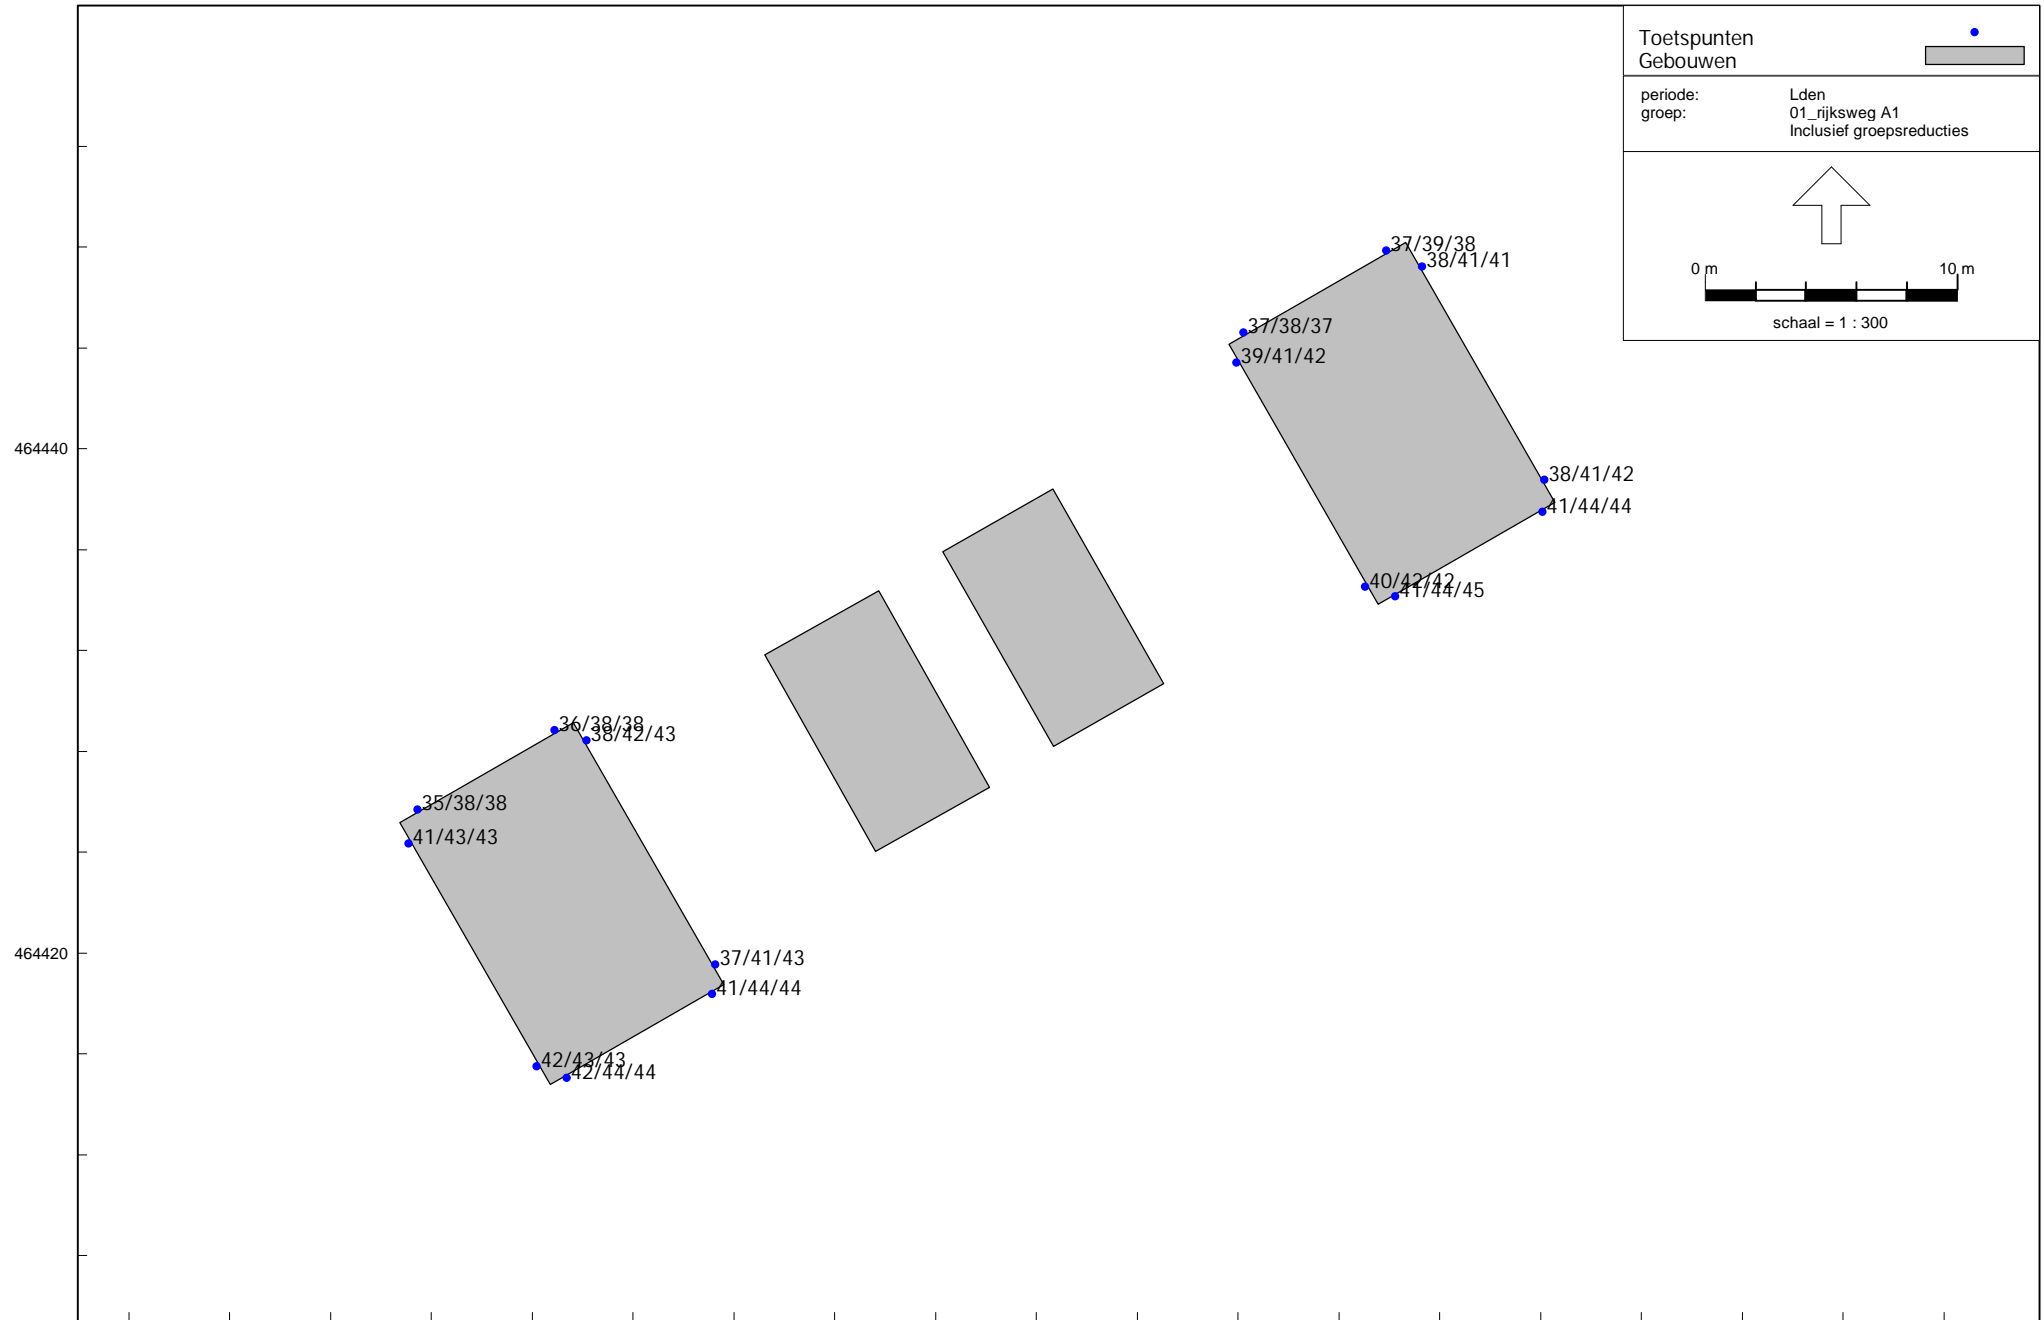 Toetspunten
Gebouwen
periode: Lden
groep: 01_rijksweg A1
Inclusief groepsreducties
0 m 10 m
schaal = 1 : 300
37/39/38
38/41/41
37/38/37
39/41/42
464440
38/41/42
41/44/44
40/42/42
41/44/45
36/38/38
38/42/43
35/38/38
41/43/43
464420
37/41/43
41/44/44
42/43/43
42/44/44